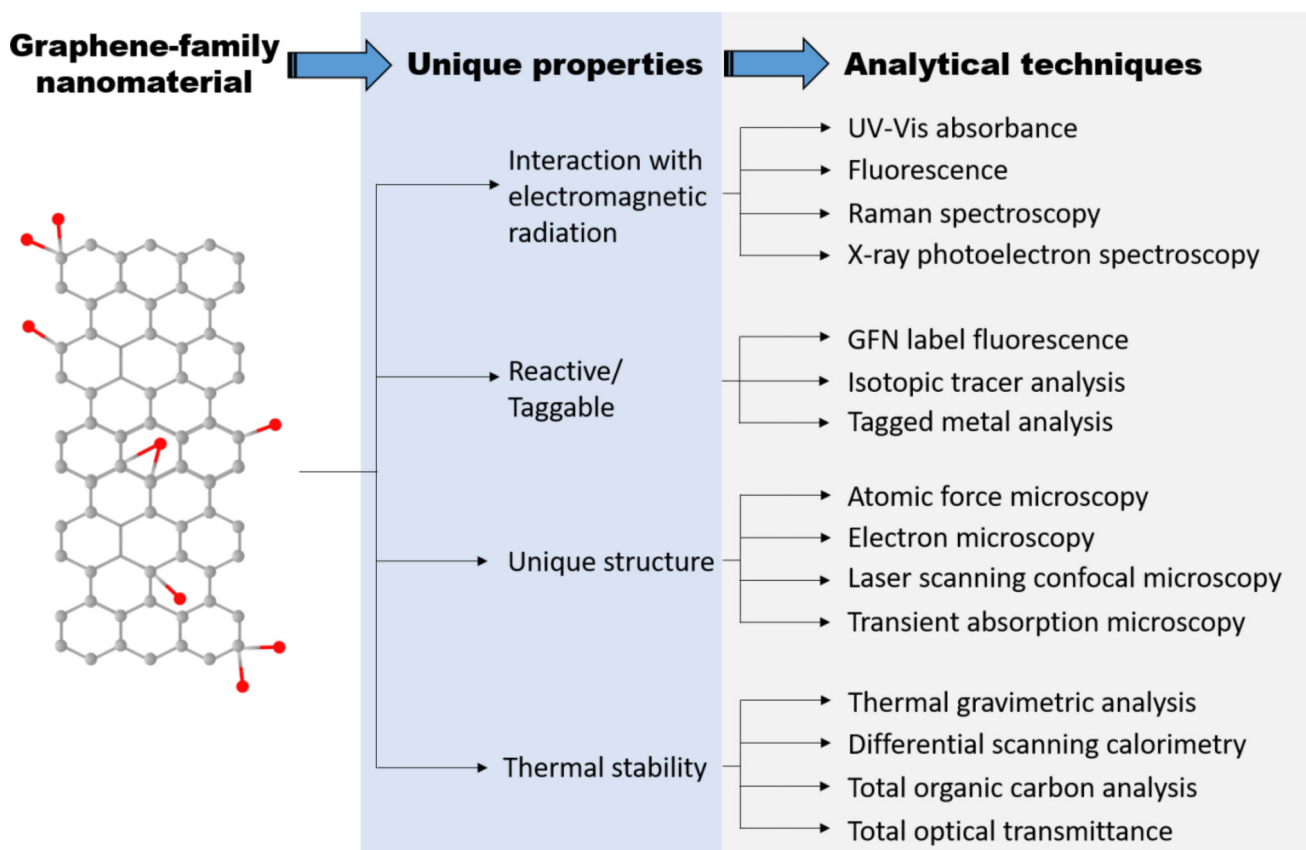 Graphene-family
nanomaterial
Unique properties
Analytical techniques
Interaction with
electromagnetic
radiation
UV-Vis absorbance
Fluorescence
Raman spectroscopy
X-ray photoelectron spectroscopy
Reactive/
Taggable
GFN label fluorescence
Isotopic tracer analysis
Tagged metal analysis
Unique structure
Atomic force microscopy
Electron microscopy
Laser scanning confocal microscopy
Transient absorption microscopy
Thermal stability
Thermal gravimetric analysis
Differential scanning calorimetry
Total organic carbon analysis
Total optical transmittance